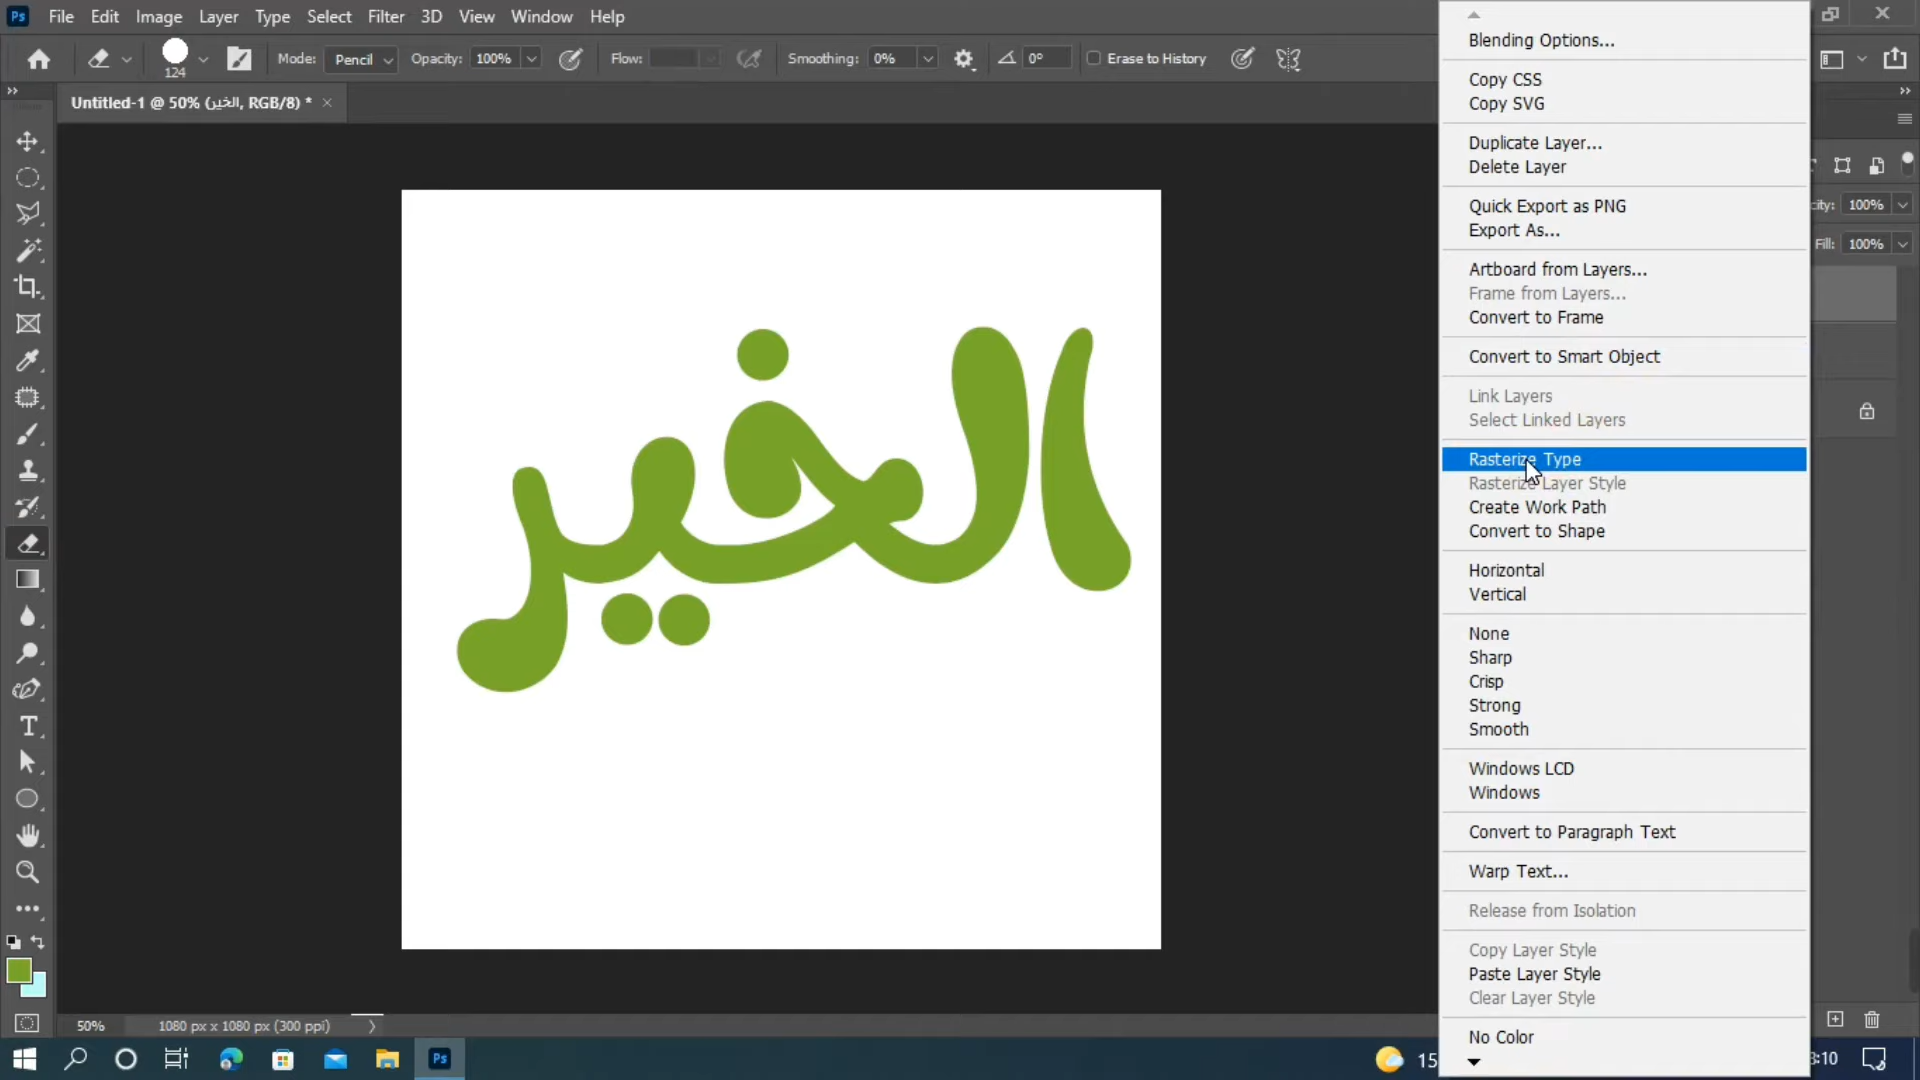 Ps File Edit Image Layer Type Select Filter 3D View Window Help
124 Mode: Pencil Opacity: 100% Flow: Smoothing: 0% 0° Erase to History
Untitled-1 @ 50% (الخير, RGB/8) * ×
الخير
Blending Options...
Copy CSS
Copy SVG
Duplicate Layer...
Delete Layer
Quick Export as PNG
Export As...
Artboard from Layers...
Frame from Layers...
Convert to Frame
Convert to Smart Object
Link Layers
Select Linked Layers
Rasterize Type
Rasterize Layer Style
Create Work Path
Convert to Shape
Horizontal
Vertical
None
Sharp
Crisp
Strong
Smooth
Windows LCD
Windows
Convert to Paragraph Text
Warp Text...
Release from Isolation
Copy Layer Style
Paste Layer Style
Clear Layer Style
No Color
100%
Fill: 100%
50% 1080 px x 1080 px (300 ppi)
Ps 15